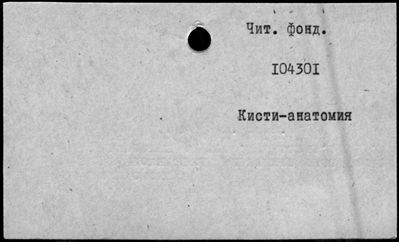 Чит. фонд.
I04301
Кисти-анатомия